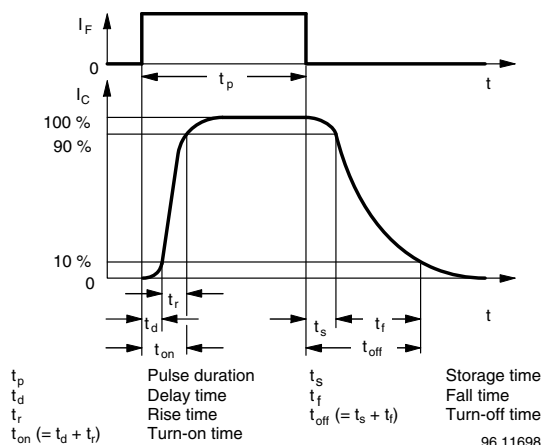 I_F
0
t_p
t
I_C
100 %
90 %
10 %
0
t_r
t_d
t_on
t_s
t_f
t_off
t
t_p Pulse duration t_s Storage time
t_d Delay time t_f Fall time
t_r Rise time t_off (= t_s + t_f) Turn-off time
t_on (= t_d + t_r) Turn-on time
96 11698